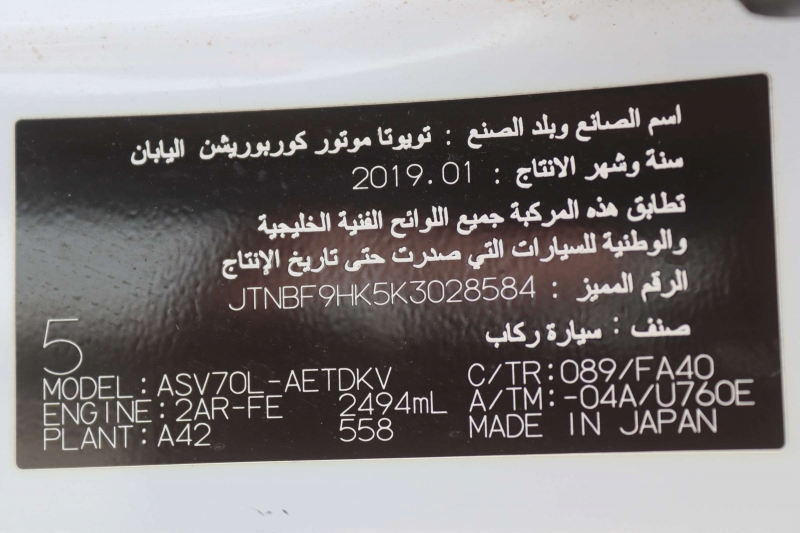 اسم الصانع وبلد الصنع : تويوتا موتور كوربوريشن اليابان
سنة وشهر الانتاج : 2019.01
تطابق هذه المركبة جميع اللوائح الفنية الخليجية
والوطنية للسيارات التي صدرت حتى تاريخ الإنتاج
الرقم المميز : JTNBF9HK5K3028584
صنف : سيارة ركاب
5
MODEL:ASV70L-AETDKV C/TR:089/FA40
ENGINE:2AR-FE 2494mL A/TM:-04A/U760E
PLANT:A42 558 MADE IN JAPAN